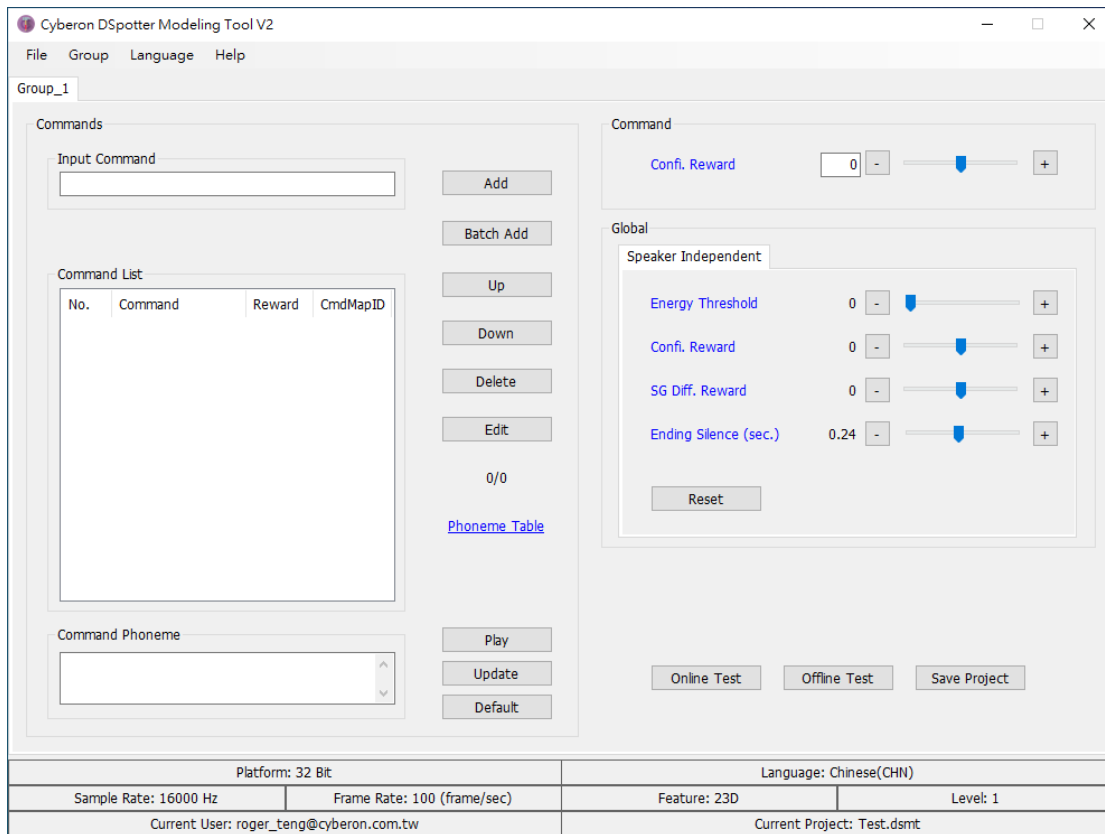 Cyberon DSpotter Modeling Tool V2
File Group Language Help
Group_1
Commands
Input Command
Add
Batch Add
Command List
No. Command Reward CmdMapID
Up
Down
Delete
Edit
0/0
Phoneme Table
Command Phoneme
Play
Update
Default
Command
Confi. Reward 0 - +
Global
Speaker Independent
Energy Threshold 0 - +
Confi. Reward 0 - +
SG Diff. Reward 0 - +
Ending Silence (sec.) 0.24 - +
Reset
Online Test Offline Test Save Project
Platform: 32 Bit Language: Chinese(CHN)
Sample Rate: 16000 Hz Frame Rate: 100 (frame/sec) Feature: 23D Level: 1
Current User: roger_teng@cyberon.com.tw Current Project: Test.dsmt